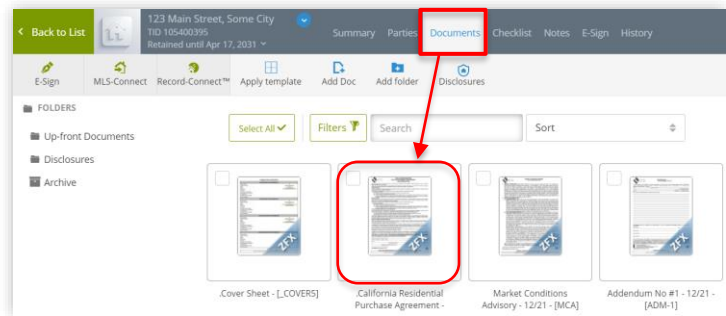 Back to List
123 Main Street, Some City
TID 105400395
Retained until Apr 17, 2031
Summary Parties Documents Checklist Notes E-Sign History
E-Sign MLS-Connect Record-Connect™ Apply template Add Doc Add folder Disclosures
FOLDERS
Up-front Documents
Disclosures
Archive
Select All Filters Search Sort
ZFX ZFX ZFX ZFX
.Cover Sheet - [_COVER5]
.California Residential
Purchase Agreement -
Market Conditions
Advisory - 12/21 - [MCA]
Addendum No #1 - 12/21 -
[ADM-1]